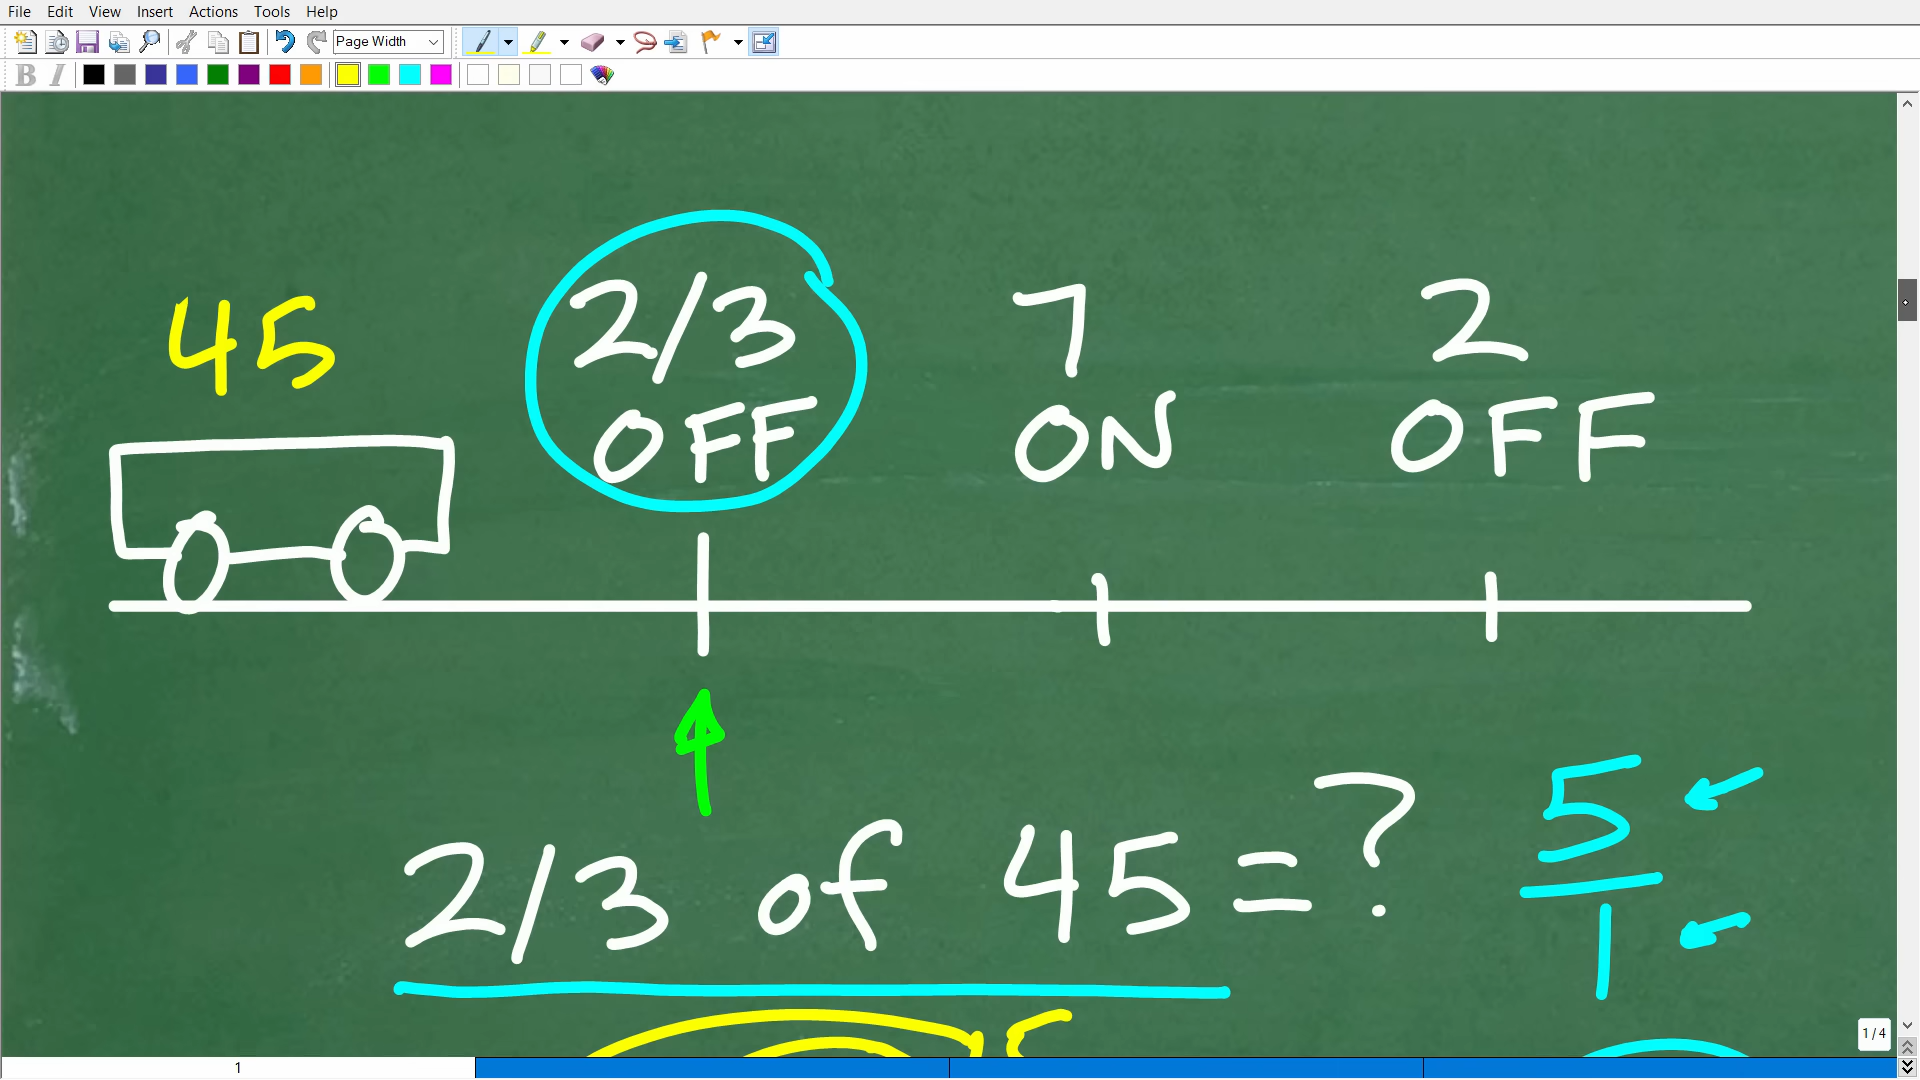 File Edit View Insert Actions Tools Help
Page Width
B I
45
2/3 7 2
OFF ON OFF
2/3 of 45 = ?
5
1
1/4
1